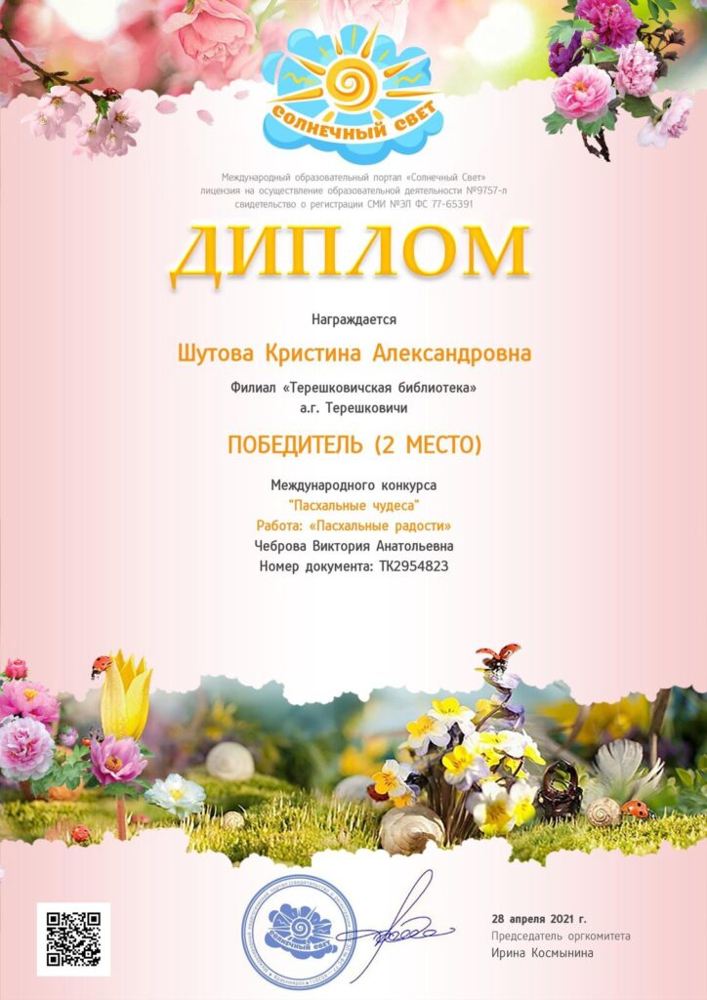 СОЛНЕЧНЫЙ СВЕТ
Международный образовательный портал «Солнечный Свет»
лицензия на осуществление образовательной деятельности №9757-л
свидетельство о регистрации СМИ №ЭЛ ФС 77-65391
ДИПЛОМ
Награждается
Шутова Кристина Александровна
Филиал «Терешковичская библиотека»
а.г. Терешковичи
ПОБЕДИТЕЛЬ (2 МЕСТО)
Международного конкурса
"Пасхальные чудеса"
Работа: «Пасхальные радости»
Чеброва Виктория Анатольевна
Номер документа: ТК2954823
СОЛНЕЧНЫЙ СВЕТ
28 апреля 2021 г.
Председатель оргкомитета
Ирина Космынина